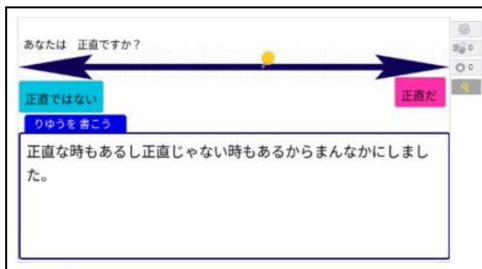 あなたは　正直ですか？
正直ではない
正直だ
りゆうを 書こう
正直な時もあるし正直じゃない時もあるからまんなかにしまし
た。
0
0